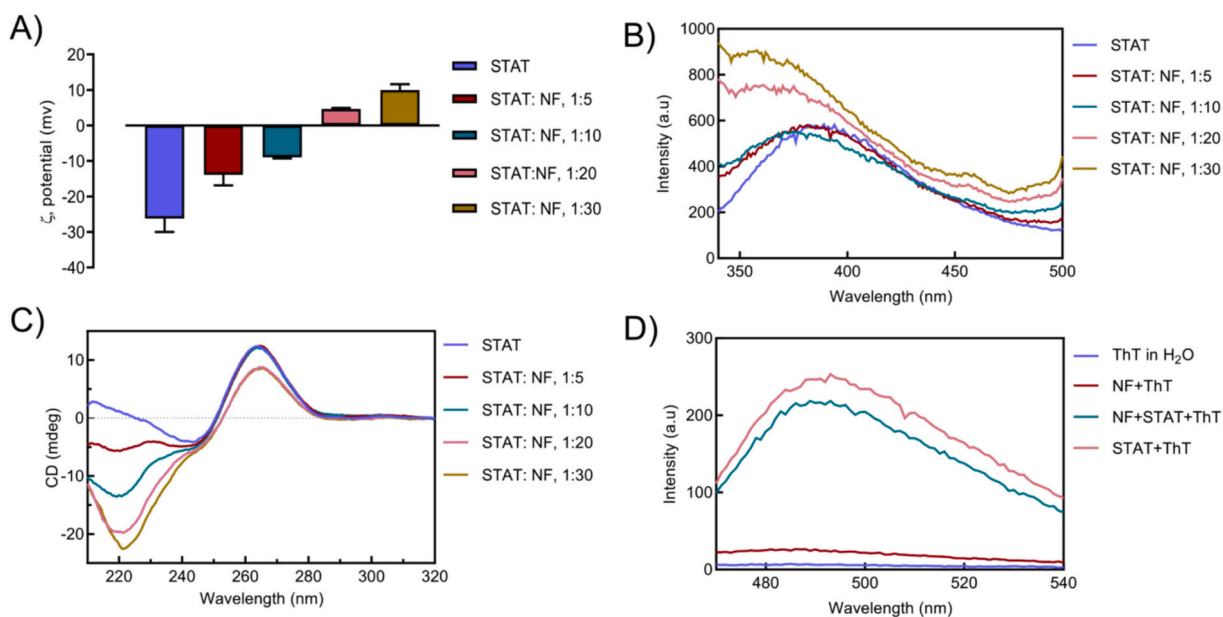 A)
20
10
0
-10
-20
-30
-40
ζ, potential (mv)
STAT
STAT: NF, 1:5
STAT: NF, 1:10
STAT:NF, 1:20
STAT: NF, 1:30
B)
1000
800
600
400
200
0
Intensity (a.u)
350
400
450
500
Wavelength (nm)
STAT
STAT: NF, 1:5
STAT: NF, 1:10
STAT: NF, 1:20
STAT: NF, 1:30
C)
10
0
-10
-20
CD (mdeg)
220
240
260
280
300
320
Wavelength (nm)
STAT
STAT: NF, 1:5
STAT: NF, 1:10
STAT: NF, 1:20
STAT: NF, 1:30
D)
300
200
100
0
Intensity (a.u)
480
500
520
540
Wavelength (nm)
ThT in H₂O
NF+ThT
NF+STAT+ThT
STAT+ThT